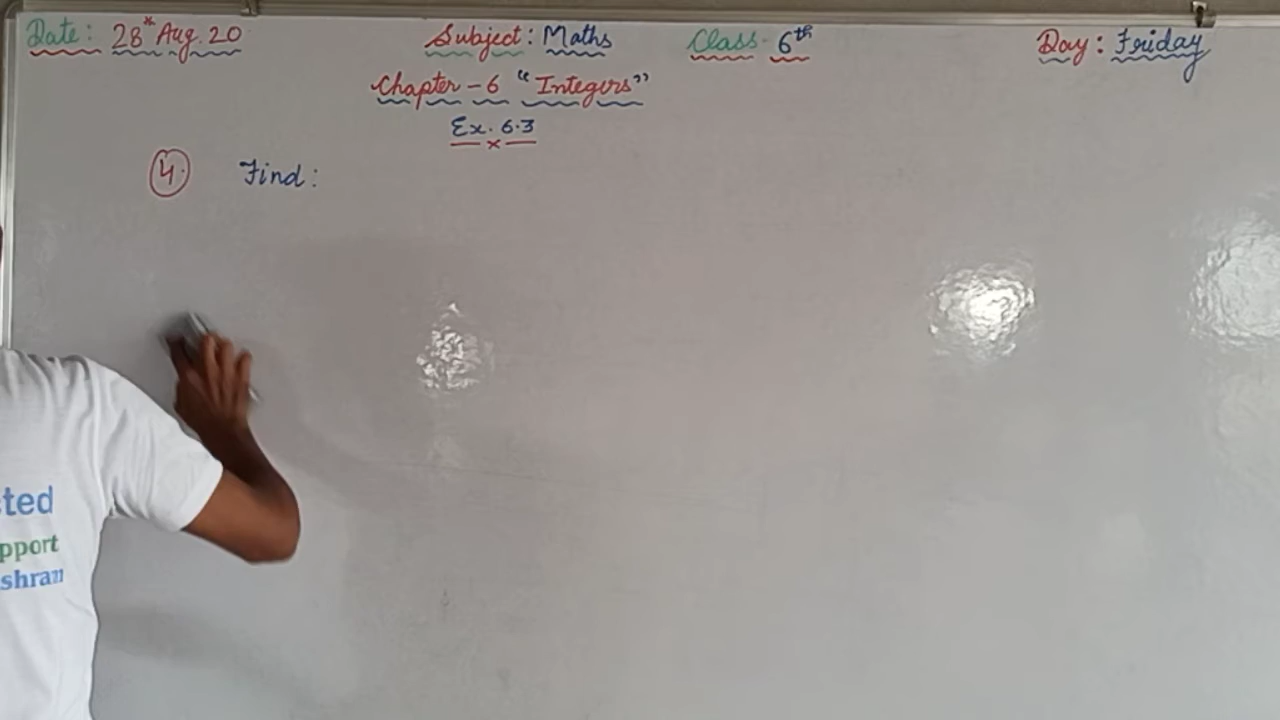 Date: 28th Aug. 20 Subject: Maths Class- 6th Day: Friday
Chapter-6 "Integers"
Ex. 6.3
4. Find:
sted
pport
shram